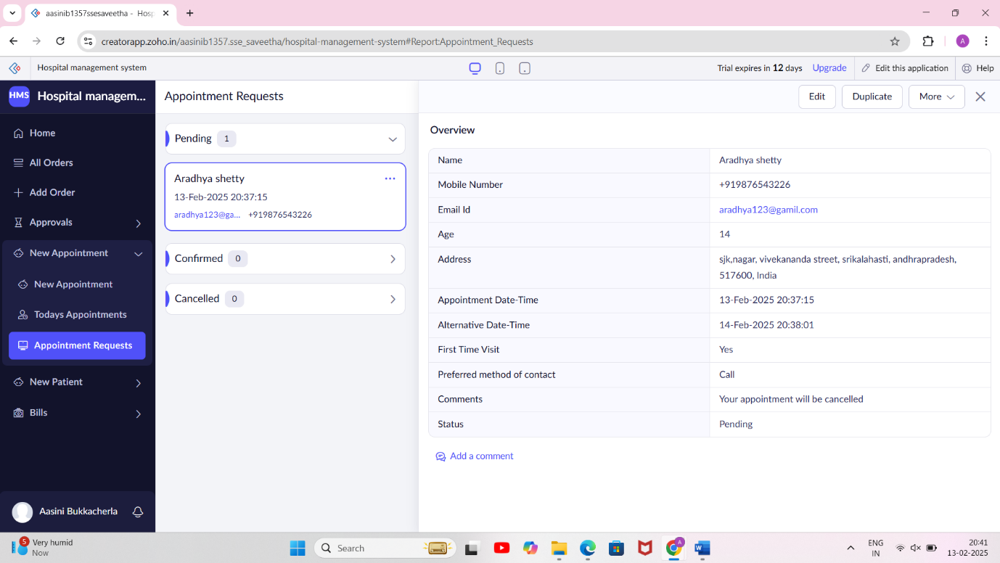 aasinib1357ssesaveetha - Hosp
creatorapp.zoho.in/aasinib1357.sse_saveetha/hospital-management-system#Report:Appointment_Requests
A
Hospital management system
Trial expires in 12 days Upgrade Edit this application Help
HMS Hospital managem...
Home
All Orders
Add Order
Approvals
New Appointment
New Appointment
Todays Appointments
Appointment Requests
New Patient
Bills
Aasini Bukkacherla
Appointment Requests
Pending 1
Aradhya shetty
13-Feb-2025 20:37:15
aradhya123@ga... +919876543226
Confirmed 0
Cancelled 0
Edit Duplicate More
Overview
Name Aradhya shetty
Mobile Number +919876543226
Email Id aradhya123@gamil.com
Age 14
Address sjk,nagar, vivekananda street, srikalahasti, andhrapradesh,
517600, India
Appointment Date-Time 13-Feb-2025 20:37:15
Alternative Date-Time 14-Feb-2025 20:38:01
First Time Visit Yes
Preferred method of contact Call
Comments Your appointment will be cancelled
Status Pending
Add a comment
5 Very humid
Now
Search
A
W
ENG
IN
20:41
13-02-2025